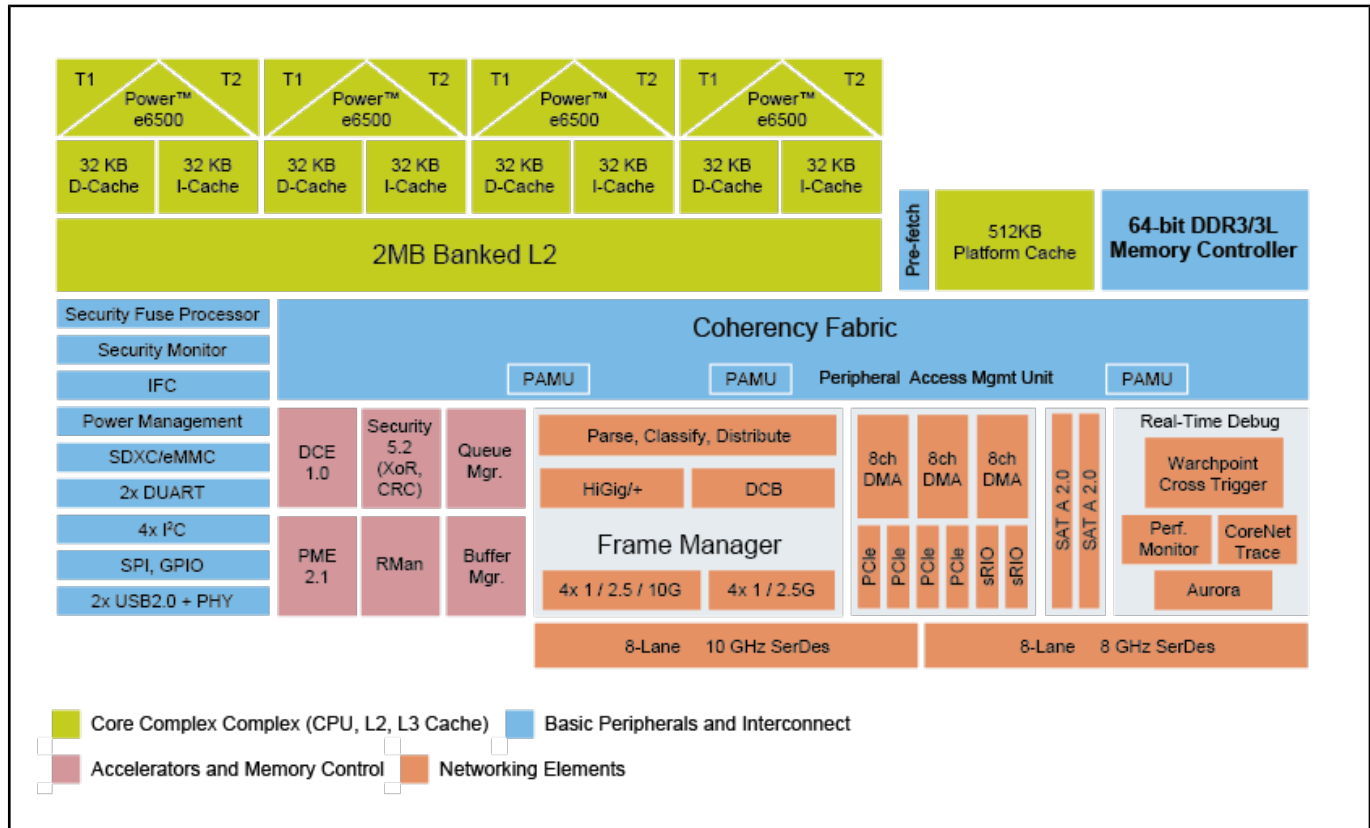 T1
T2
Power™
e6500
T1
T2
Power™
e6500
T1
T2
Power™
e6500
T1
T2
Power™
e6500
32 KB
D-Cache
32 KB
I-Cache
32 KB
D-Cache
32 KB
I-Cache
32 KB
D-Cache
32 KB
I-Cache
32 KB
D-Cache
32 KB
I-Cache
2MB Banked L2
Pre-fetch
512KB
Platform Cache
64-bit DDR3/3L
Memory Controller
Security Fuse Processor
Security Monitor
IFC
Power Management
SDXC/eMMC
2x DUART
4x I²C
SPI, GPIO
2x USB2.0 + PHY
Coherency Fabric
PAMU
PAMU
Peripheral Access Mgmt Unit
PAMU
DCE
1.0
Security
5.2
(XoR,
CRC)
Queue
Mgr.
PME
2.1
RMan
Buffer
Mgr.
Parse, Classify, Distribute
HiGig/+
DCB
Frame Manager
4x 1 / 2.5 / 10G
4x 1 / 2.5G
8ch
DMA
8ch
DMA
8ch
DMA
PCIe
PCIe
PCIe
PCIe
sRIO
sRIO
SAT A 2.0
SAT A 2.0
Real-Time Debug
Warchpoint
Cross Trigger
Perf.
Monitor
CoreNet
Trace
Aurora
8-Lane 10 GHz SerDes
8-Lane 8 GHz SerDes
Core Complex Complex (CPU, L2, L3 Cache)
Basic Peripherals and Interconnect
Accelerators and Memory Control
Networking Elements